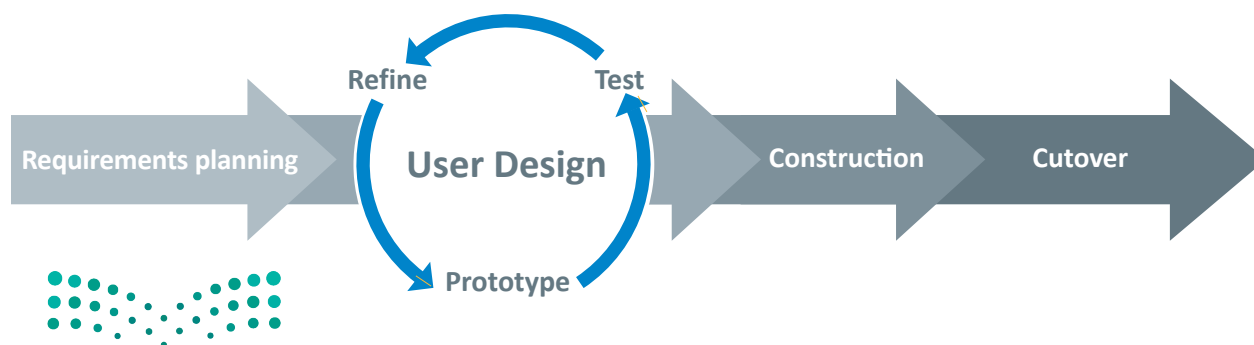 Requirements planning
Refine
Test
User Design
Prototype
Construction
Cutover